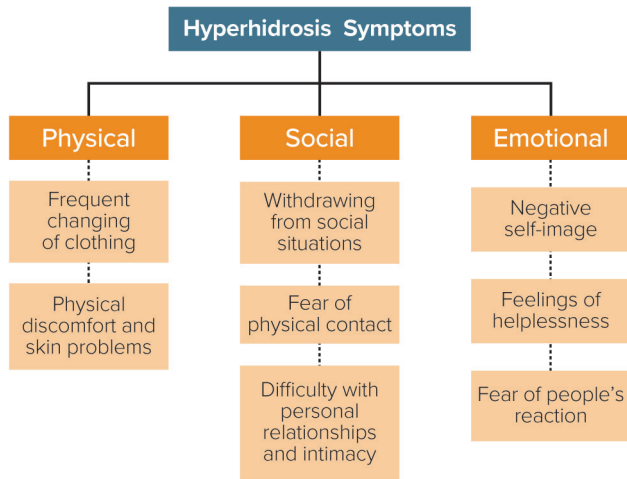 Hyperhidrosis Symptoms
Physical
Frequent
changing
of clothing
Physical
discomfort and
skin problems
Social
Withdrawing
from social
situations
Fear of
physical contact
Difficulty with
personal
relationships
and intimacy
Emotional
Negative
self-image
Feelings of
helplessness
Fear of people’s
reaction